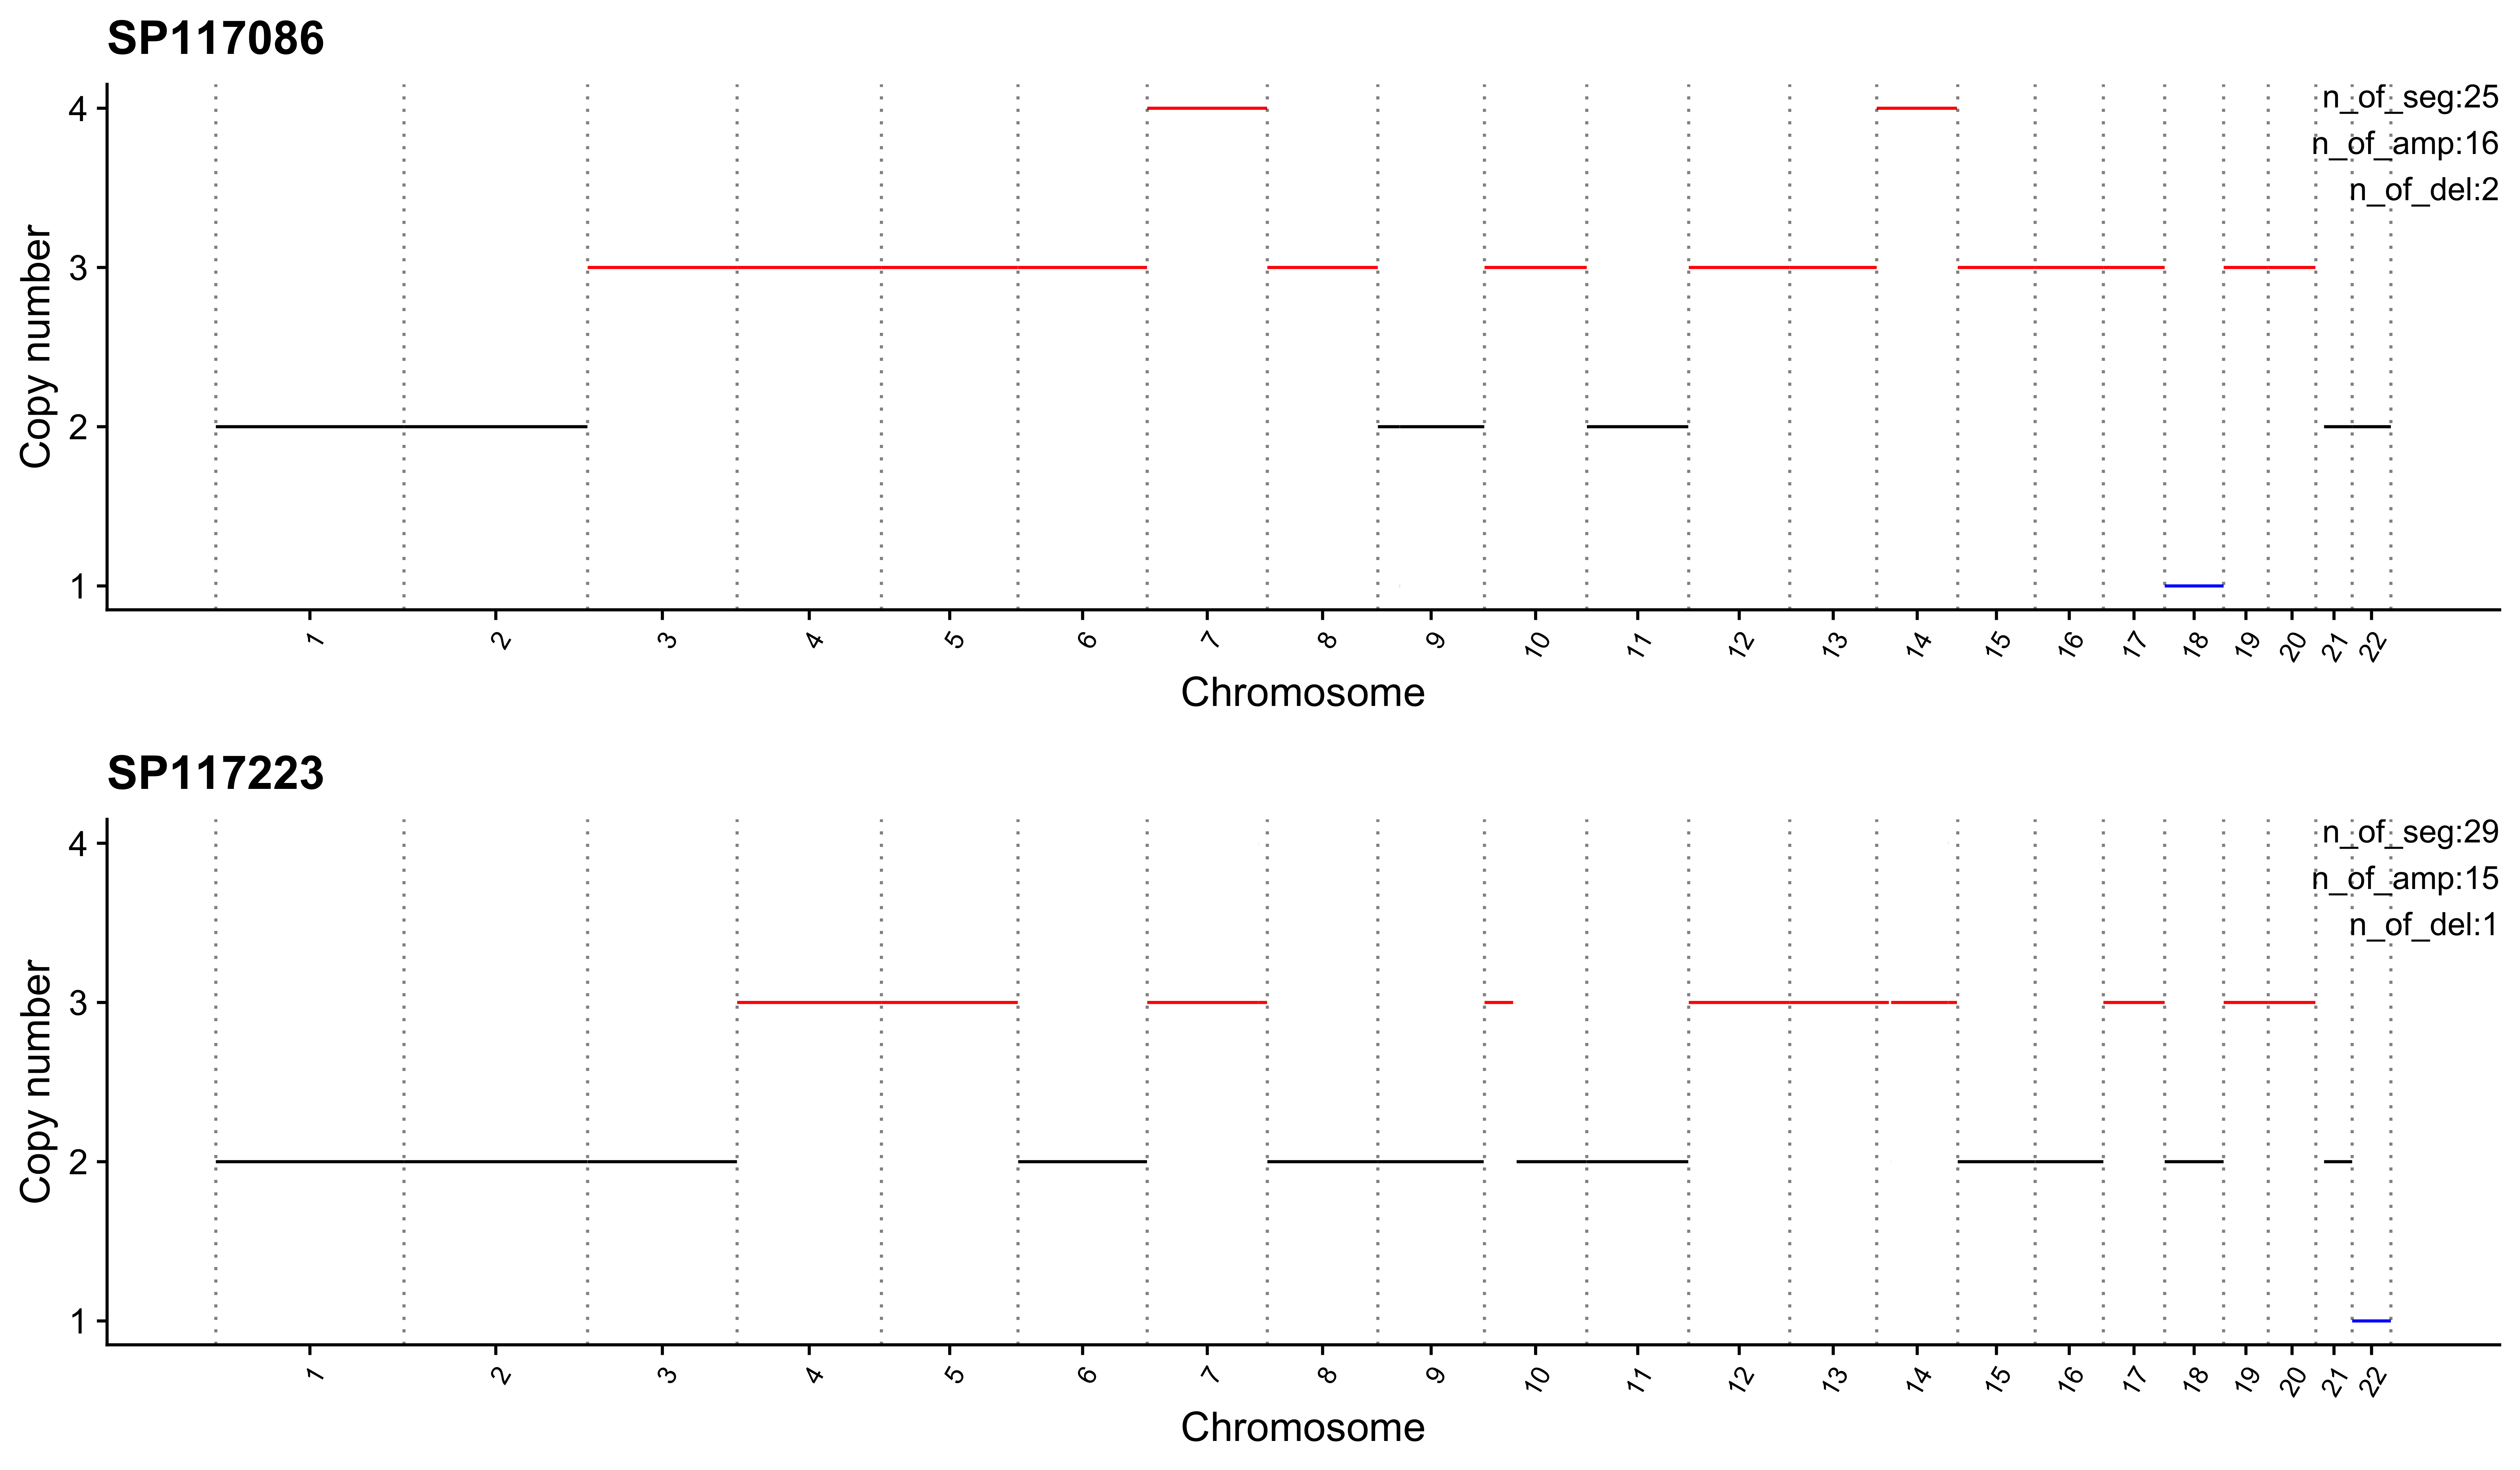 SP117086
n_of_seg:25
n_of_amp:16
n_of_del:2
4
3
2
1
Copy number
1 2 3 4 5 6 7 8 9 10 11 12 13 14 15 16 17 18 19 20 21 22
Chromosome
SP117223
n_of_seg:29
n_of_amp:15
n_of_del:1
4
3
2
1
Copy number
1 2 3 4 5 6 7 8 9 10 11 12 13 14 15 16 17 18 19 20 21 22
Chromosome